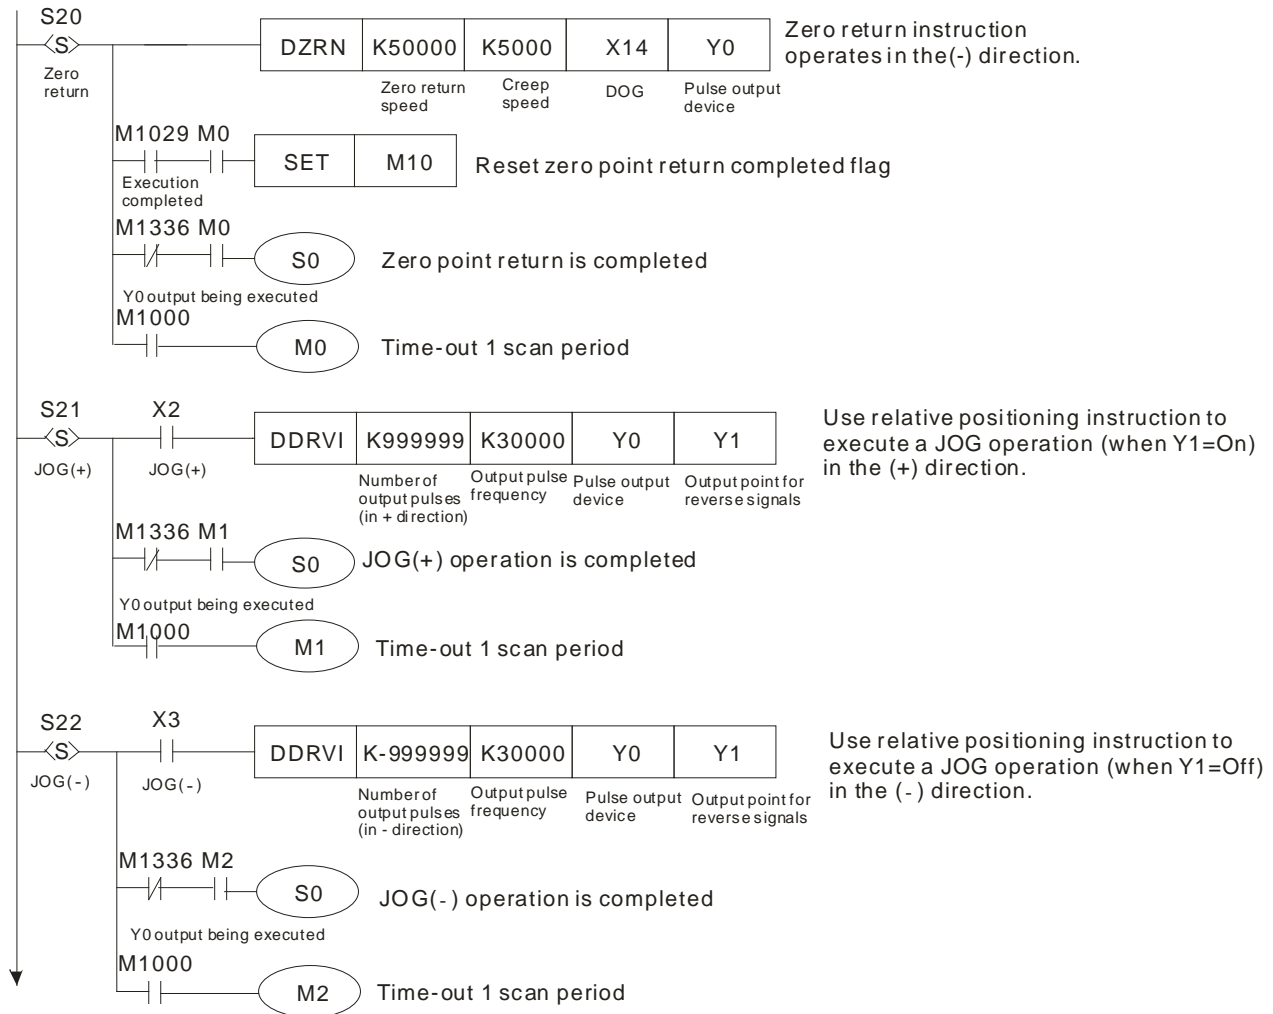 S20
S
Zero
return
DZRN K50000 K5000 X14 Y0
Zero return
speed
Creep
speed
DOG
Pulse output
device
Zero return instruction
operates in the(-) direction.
M1029 M0
Execution
completed
SET M10
Reset zero point return completed flag
M1336 M0
S0
Zero point return is completed
Y0 output being executed
M1000
M0
Time-out 1 scan period
S21
S
JOG(+)
X2
JOG(+)
DDRVI K999999 K30000 Y0 Y1
Number of
output pulses
(in + direction)
Output pulse
frequency
Pulse output
device
Output point for
reverse signals
Use relative positioning instruction to
execute a JOG operation (when Y1=On)
in the (+) direction.
M1336 M1
S0
JOG(+) operation is completed
Y0 output being executed
M1000
M1
Time-out 1 scan period
S22
S
JOG(-)
X3
JOG(-)
DDRVI K-999999 K30000 Y0 Y1
Number of
output pulses
(in - direction)
Output pulse
frequency
Pulse output
device
Output point for
reverse signals
Use relative positioning instruction to
execute a JOG operation (when Y1=Off)
in the (-) direction.
M1336 M2
S0
JOG(-) operation is completed
Y0 output being executed
M1000
M2
Time-out 1 scan period